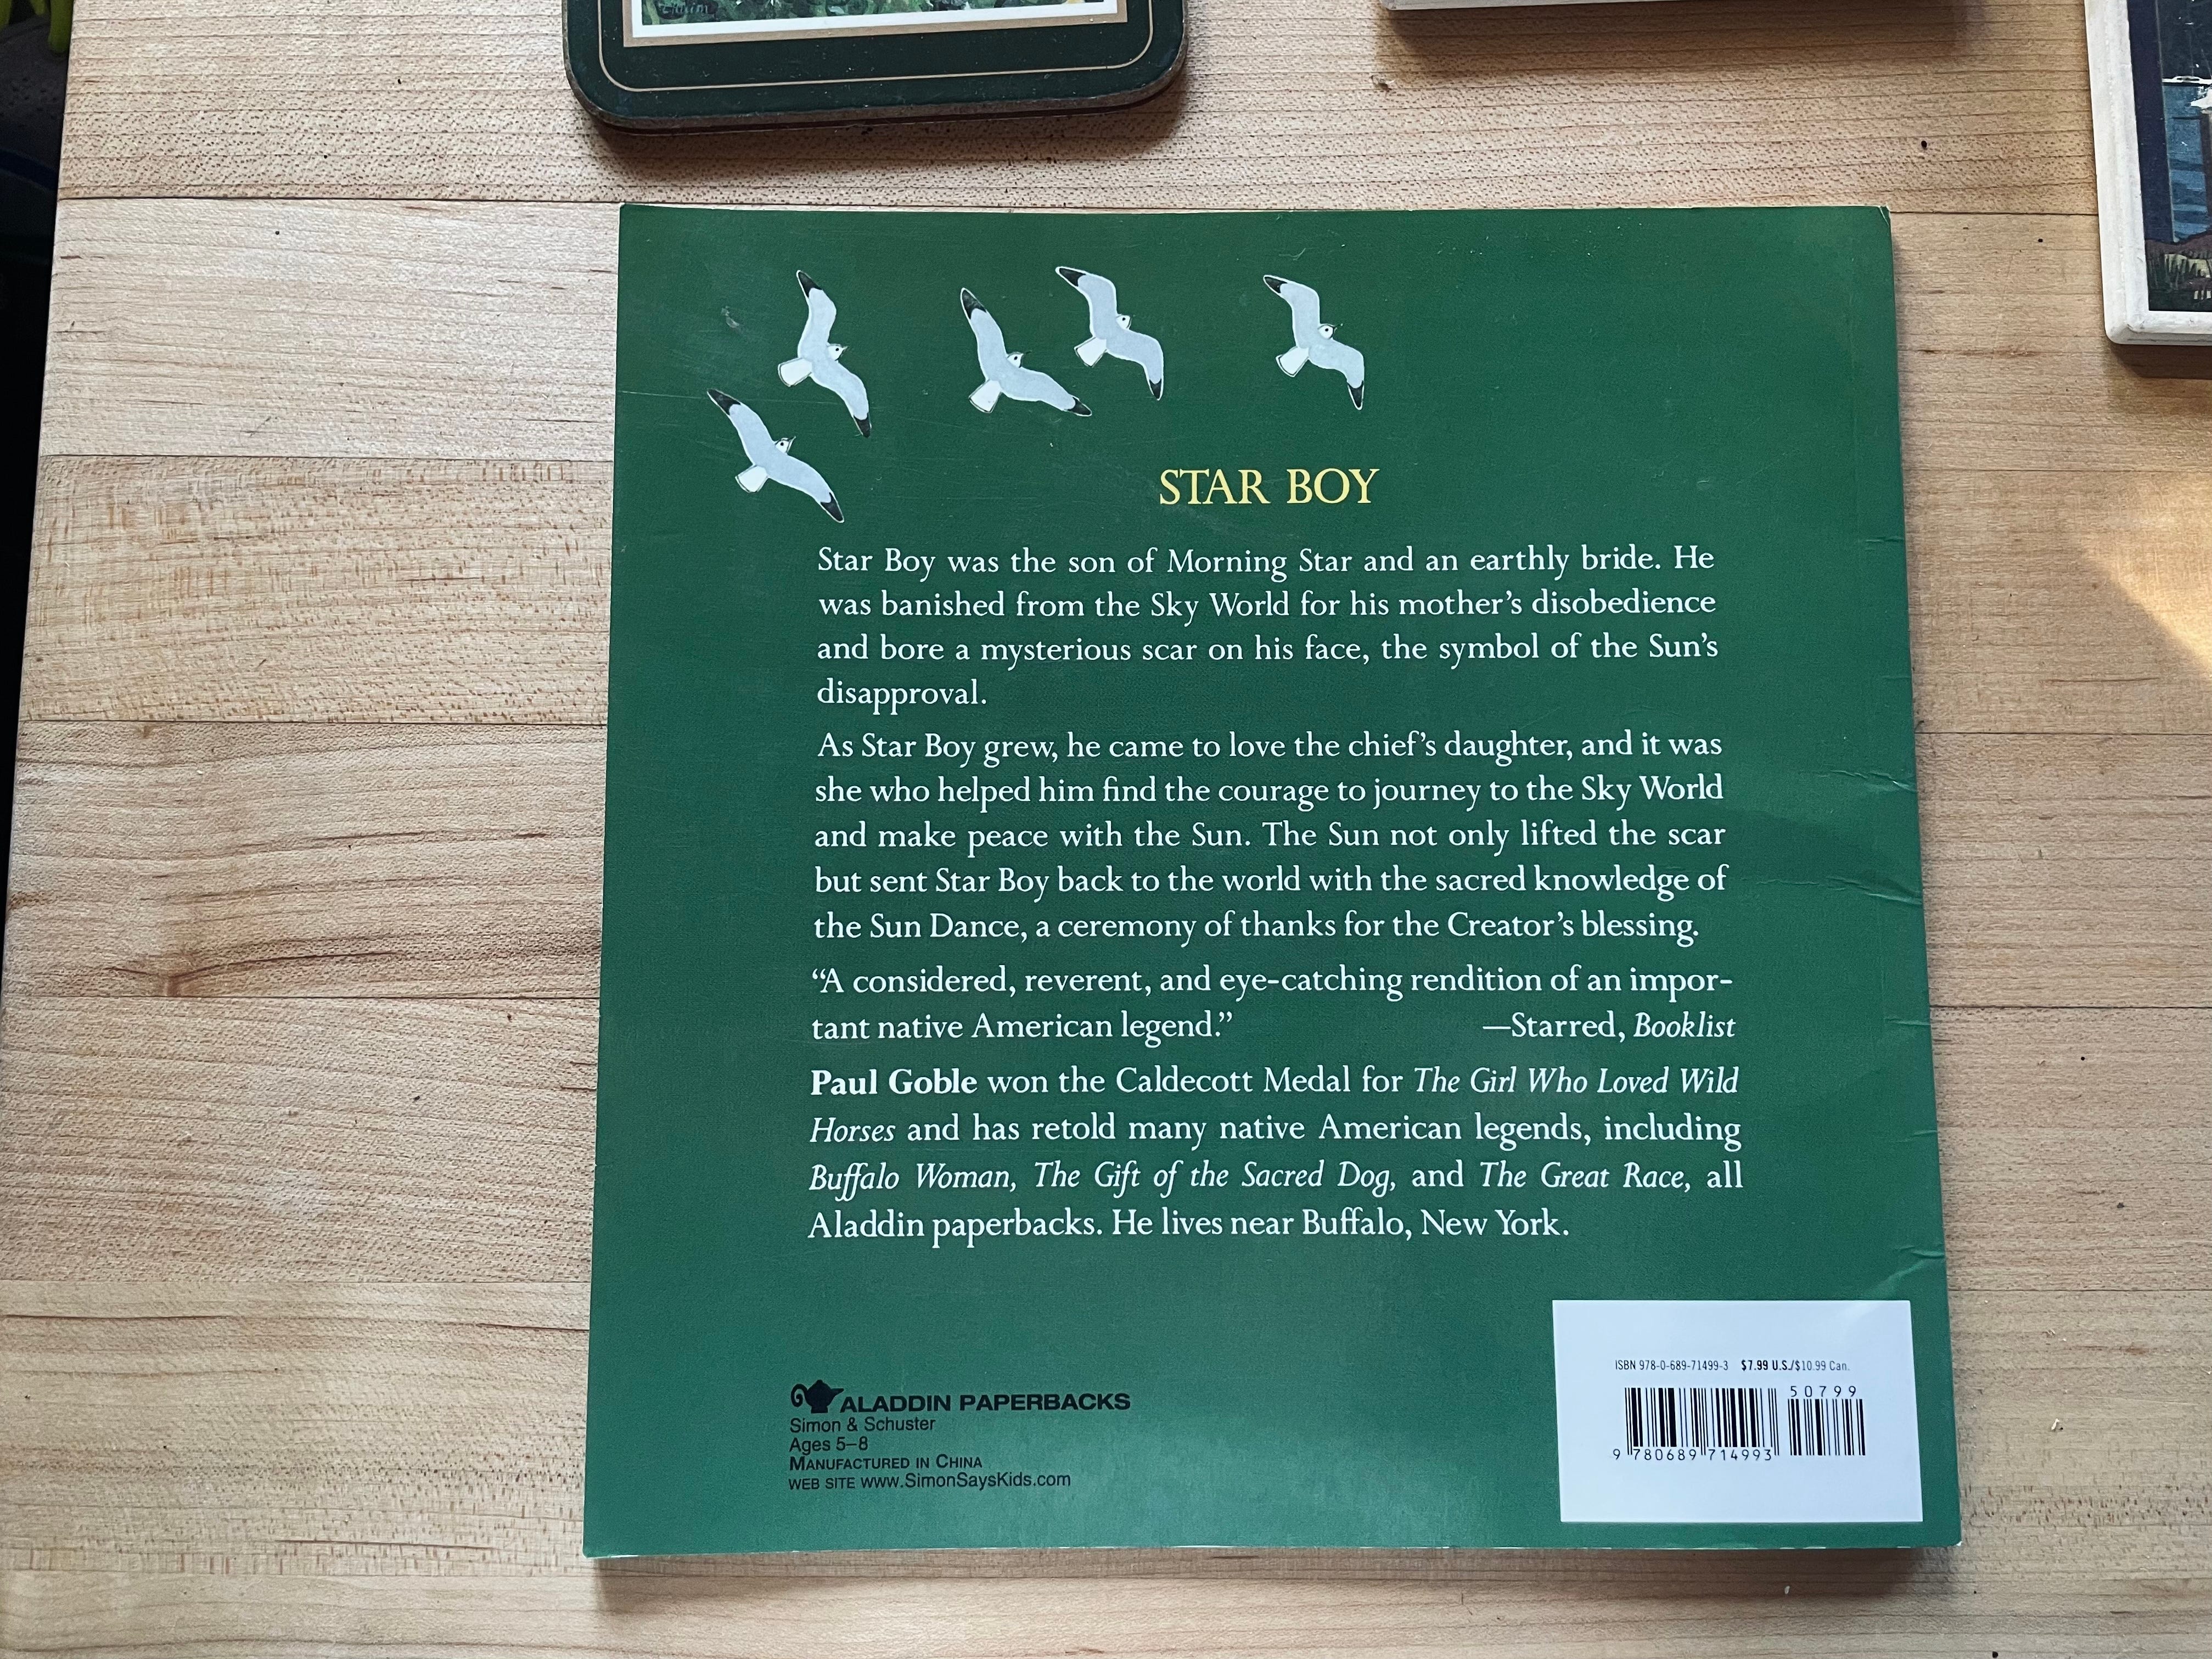 STAR BOY
Star Boy was the son of Morning Star and an earthly bride. He
was banished from the Sky World for his mother's disobedience
and bore a mysterious scar on his face, the symbol of the Sun's
disapproval.
As Star Boy grew, he came to love the chief's daughter, and it was
she who helped him find the courage to journey to the Sky World
and make peace with the Sun. The Sun not only lifted the scar
but sent Star Boy back to the world with the sacred knowledge of
the Sun Dance, a ceremony of thanks for the Creator's blessing.
“A considered, reverent, and eye-catching rendition of an impor-
tant native American legend.” —Starred, Booklist
Paul Goble won the Caldecott Medal for The Girl Who Loved Wild
Horses and has retold many native American legends, including
Buffalo Woman, The Gift of the Sacred Dog, and The Great Race, all
Aladdin paperbacks. He lives near Buffalo, New York.
ALADDIN PAPERBACKS
Simon & Schuster
Ages 5–8
MANUFACTURED IN CHINA
WEB SITE www.SimonSaysKids.com
ISBN 978-0-689-71499-3 $7.99 U.S./$10.99 Can.
50799
9 780689 714993